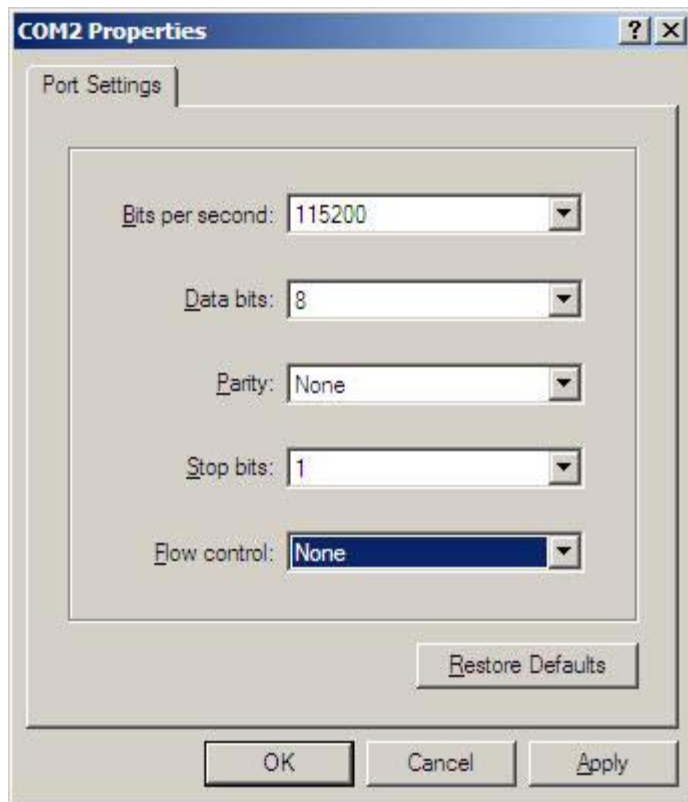 COM2 Properties
Port Settings
Bits per second: 115200
Data bits: 8
Parity: None
Stop bits: 1
Flow control: None
Restore Defaults
OK Cancel Apply